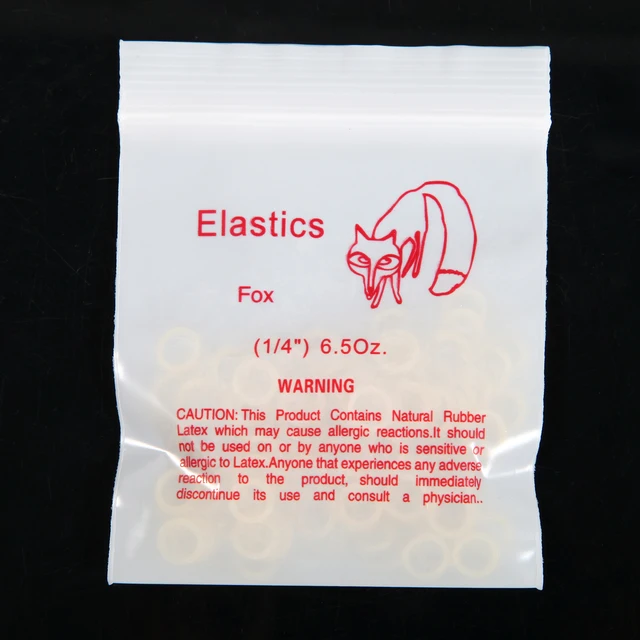 Elastics
Fox
(1/4") 6.5Oz.
WARNING
CAUTION: This Product Contains Natural Rubber
Latex which may cause allergic reactions.It should
not be used on or by anyone who is sensitive or
allergic to Latex.Anyone that experiences any adverse
reaction to the product, should immediately
discontinue its use and consult a physician..